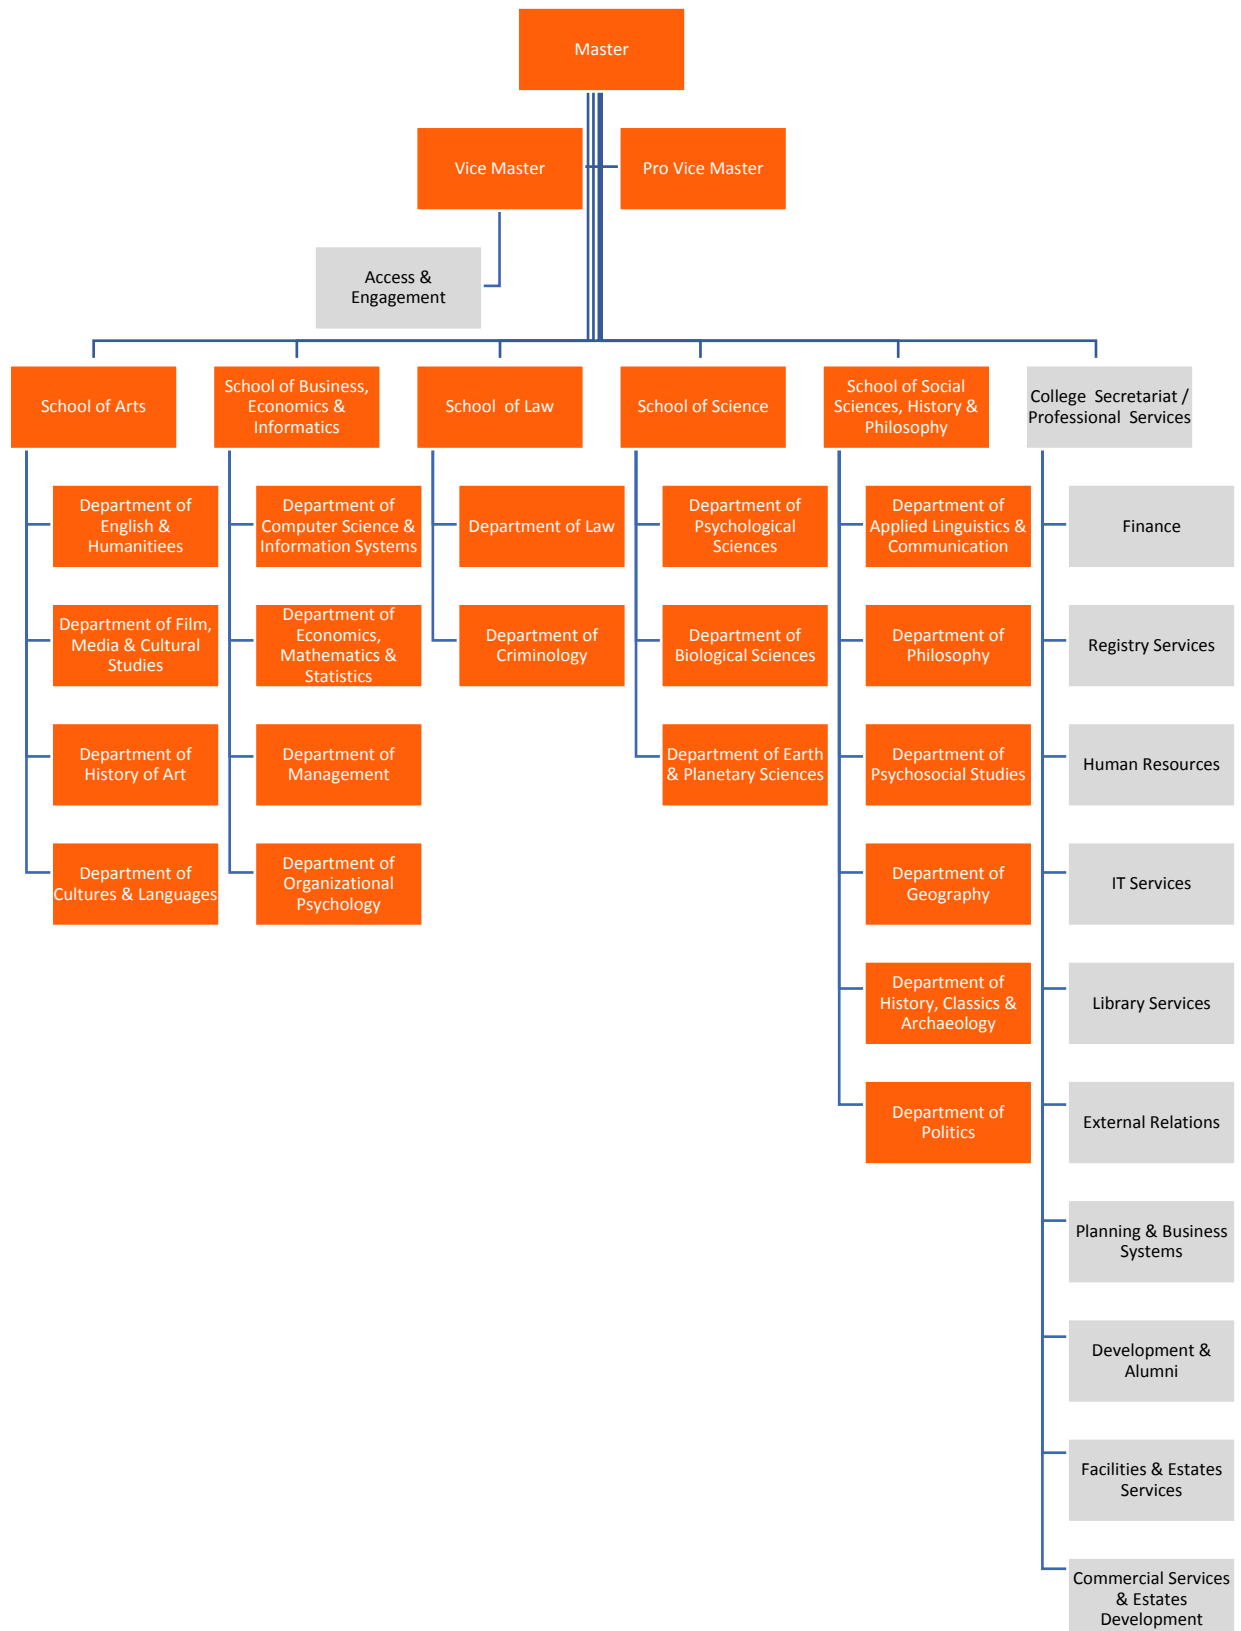 Master
Vice Master
Pro Vice Master
Access &
Engagement
School of Arts
School of Business,
Economics &
Informatics
School of Law
School of Science
School of Social
Sciences, History &
Philosophy
College Secretariat /
Professional Services
Department of
English &
Humanitiees
Department of
Computer Science &
Information Systems
Department of Law
Department of
Psychological
Sciences
Department of
Applied Linguistics &
Communication
Finance
Department of Film,
Media & Cultural
Studies
Department of
Economics,
Mathematics &
Statistics
Department of
Criminology
Department of
Biological Sciences
Department of
Philosophy
Registry Services
Department of
History of Art
Department of
Management
Department of Earth
& Planetary Sciences
Department of
Psychosocial Studies
Human Resources
Department of
Cultures & Languages
Department of
Organizational
Psychology
Department of
Geography
IT Services
Department of
History, Classics &
Archaeology
Library Services
Department of
Politics
External Relations
Planning & Business
Systems
Development &
Alumni
Facilities & Estates
Services
Commercial Services
& Estates
Development